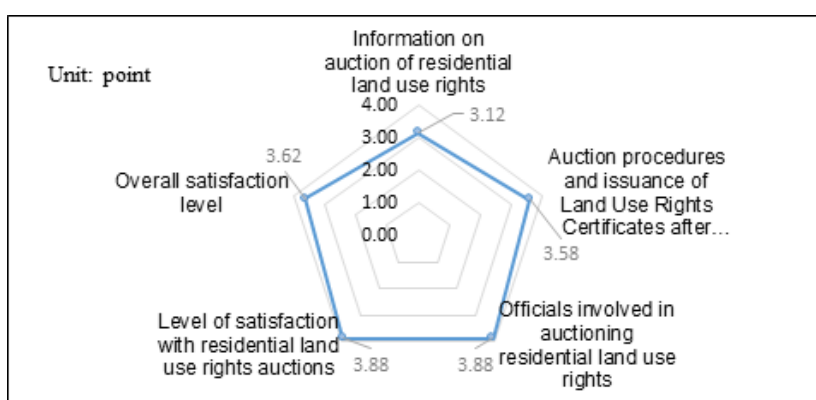 Information on
auction of residential
land use rights
Unit: point
4.00
3.12
3.00
3.62
2.00
1.00
0.00
Auction procedures
and issuance of
Land Use Rights
Certificates after...
3.58
Overall satisfaction
level
Officials involved in
auctioning
residential land use
rights
3.88
Level of satisfaction
with residential land
use rights auctions
3.88